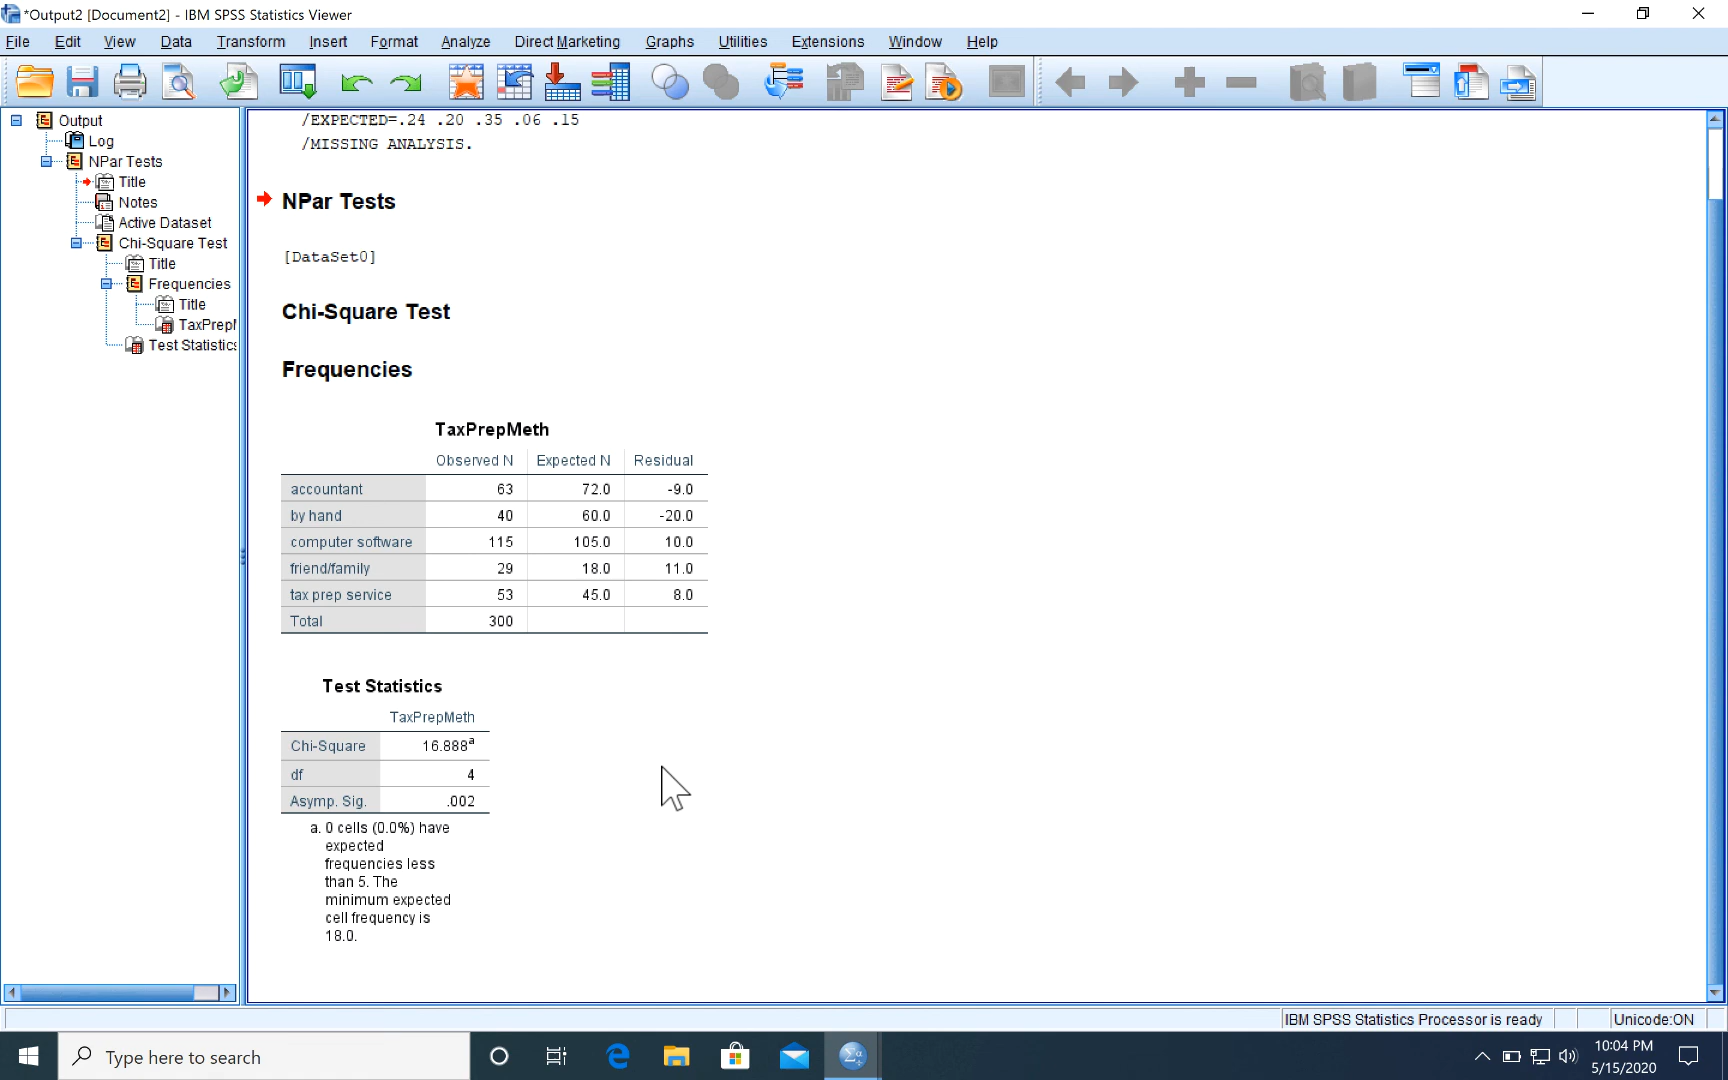 *Output2 [Document2] - IBM SPSS Statistics Viewer
File Edit View Data Transform Insert Format Analyze Direct Marketing Graphs Utilities Extensions Window Help
Output
Log
NPar Tests
Title
Notes
Active Dataset
Chi-Square Test
Title
Frequencies
Title
TaxPrepM
Test Statistics
/EXPECTED=.24 .20 .35 .06 .15
/MISSING ANALYSIS.
NPar Tests
[DataSet0]
Chi-Square Test
Frequencies
TaxPrepMeth
Observed N Expected N Residual
accountant 63 72.0 -9.0
by hand 40 60.0 -20.0
computer software 115 105.0 10.0
friend/family 29 18.0 11.0
tax prep service 53 45.0 8.0
Total 300
Test Statistics
TaxPrepMeth
Chi-Square 16.888a
df 4
Asymp. Sig. .002
a. 0 cells (0.0%) have
expected
frequencies less
than 5. The
minimum expected
cell frequency is
18.0.
IBM SPSS Statistics Processor is ready Unicode:ON
Type here to search
10:04 PM
5/15/2020